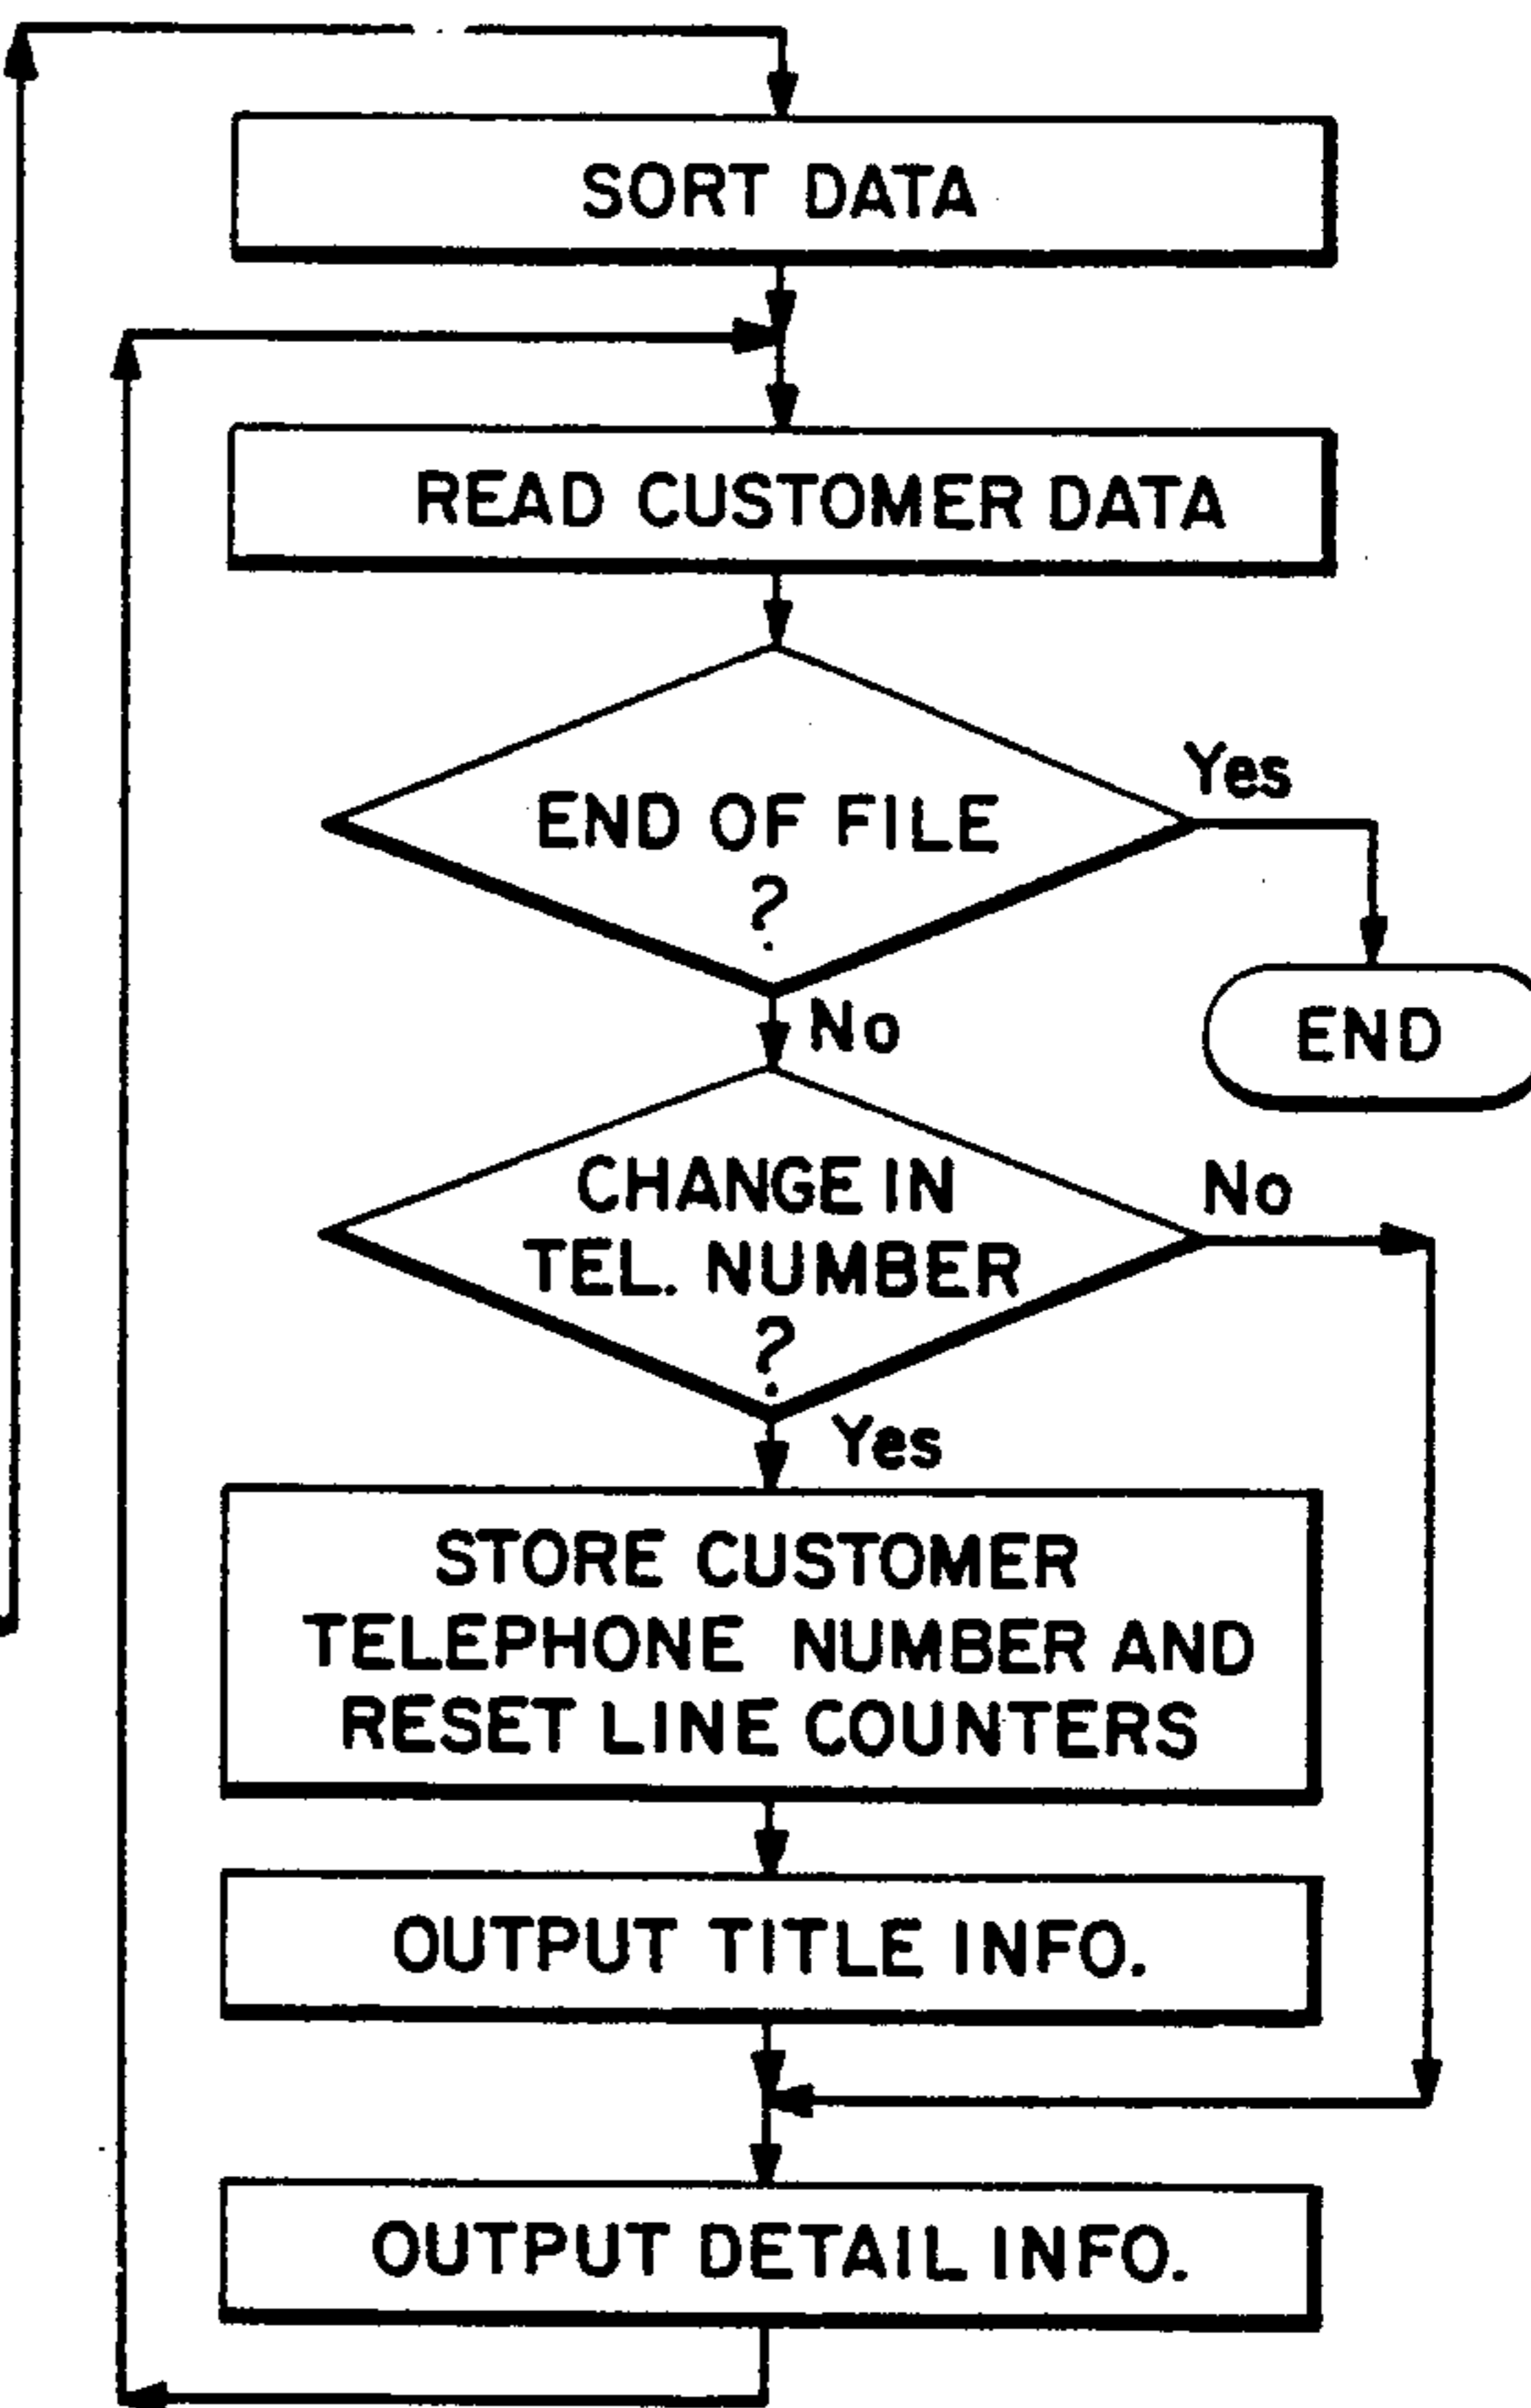 SORT DATA
READ CUSTOMER DATA
END OF FILE
?
Yes
END
No
CHANGE IN
TEL. NUMBER
?
No
Yes
STORE CUSTOMER
TELEPHONE NUMBER AND
RESET LINE COUNTERS
OUTPUT TITLE INFO.
OUTPUT DETAIL INFO.